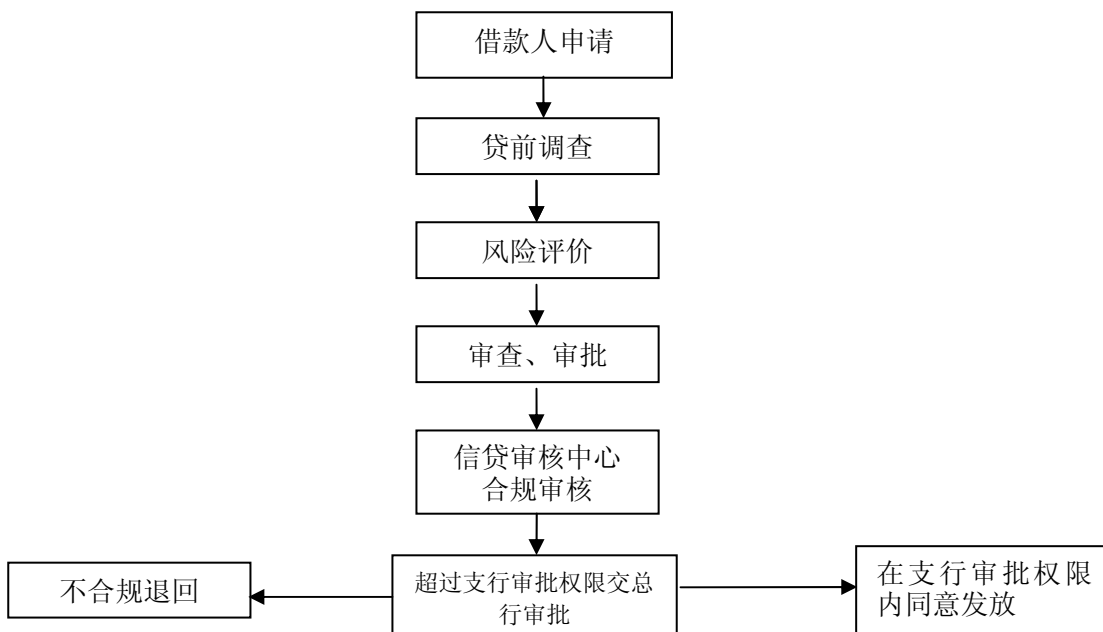 借款人申请
贷前调查
风险评价
审查、审批
信贷审核中心
合规审核
不合规退回
超过支行审批权限交总
行审批
在支行审批权限
内同意发放